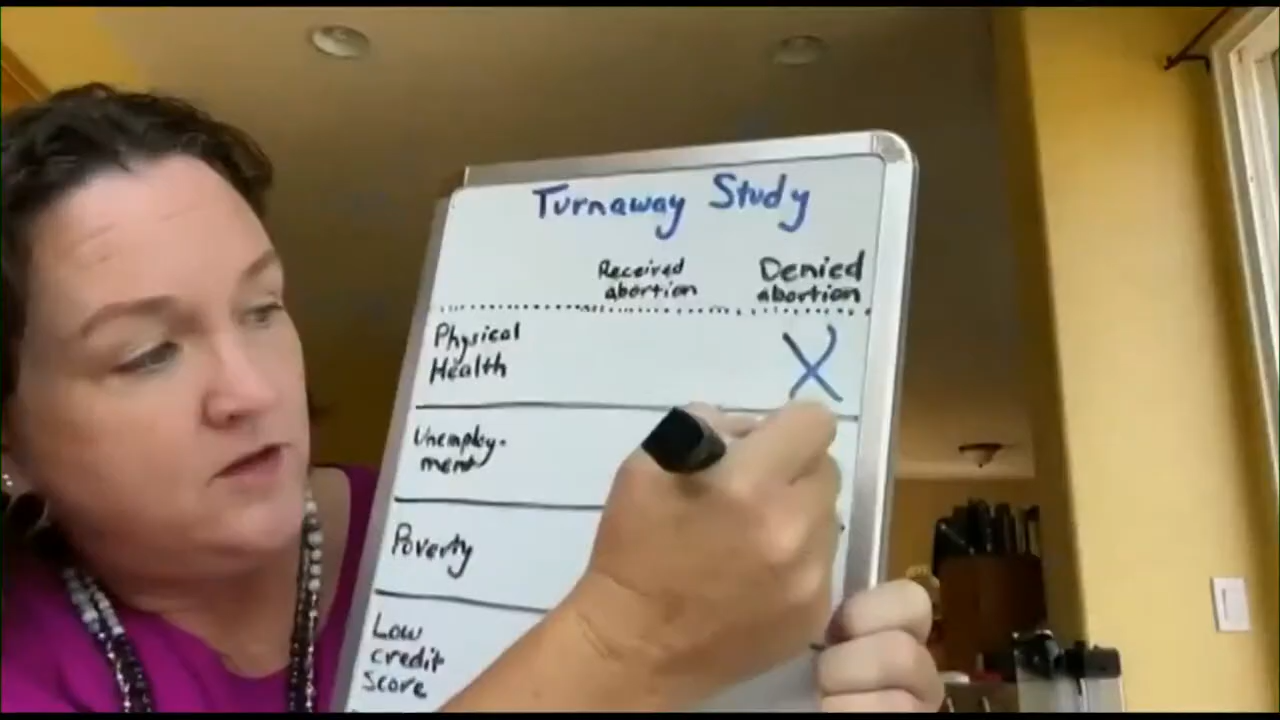 Turnaway Study
Received Denied
abortion abortion
Physical X
Health
Unemploy-
ment
Poverty
Low
credit
Score